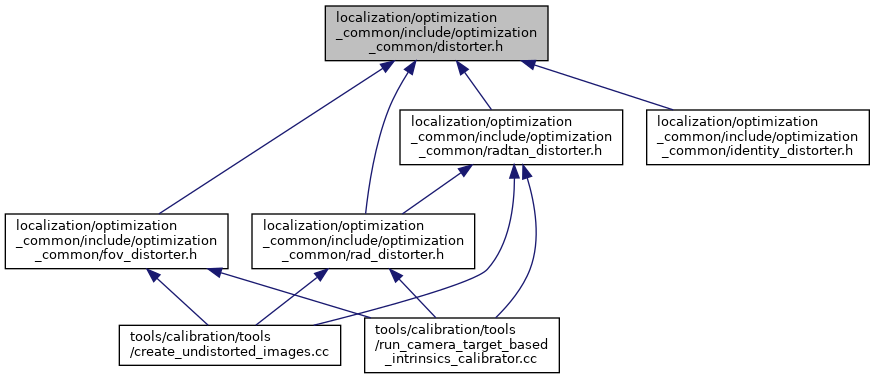 localization/optimization
_common/include/optimization
_common/distorter.h
localization/optimization
_common/include/optimization
_common/radtan_distorter.h
localization/optimization
_common/include/optimization
_common/identity_distorter.h
localization/optimization
_common/include/optimization
_common/fov_distorter.h
localization/optimization
_common/include/optimization
_common/rad_distorter.h
tools/calibration/tools
/create_undistorted_images.cc
tools/calibration/tools
/run_camera_target_based
_intrinsics_calibrator.cc